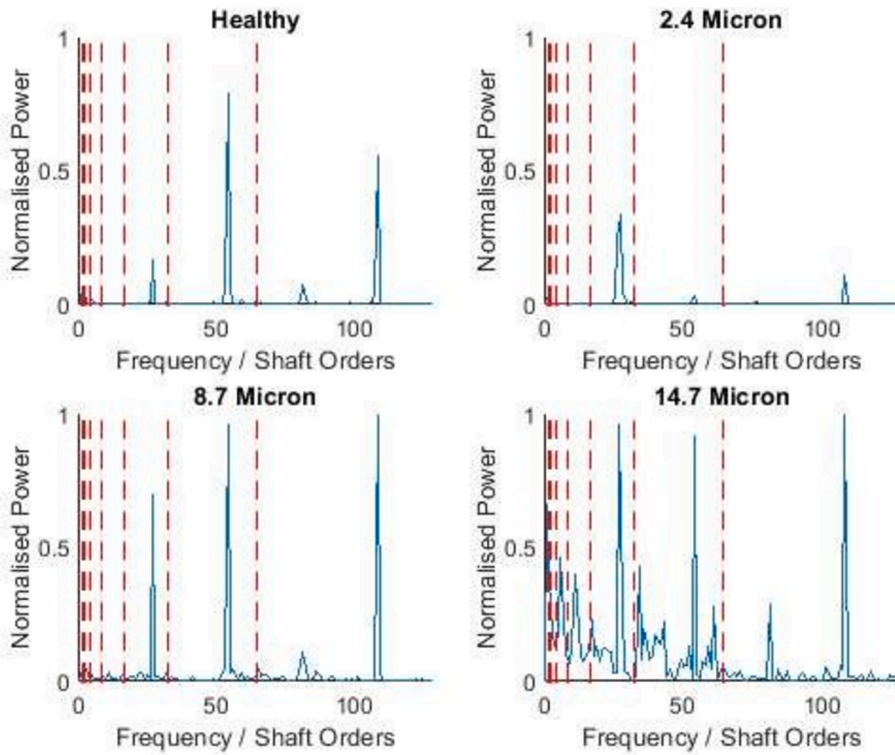 Healthy
1
0.5
0
Normalised Power
0 50 100
Frequency / Shaft Orders
2.4 Micron
1
0.5
0
Normalised Power
0 50 100
Frequency / Shaft Orders
8.7 Micron
1
0.5
0
Normalised Power
0 50 100
Frequency / Shaft Orders
14.7 Micron
1
0.5
0
Normalised Power
0 50 100
Frequency / Shaft Orders